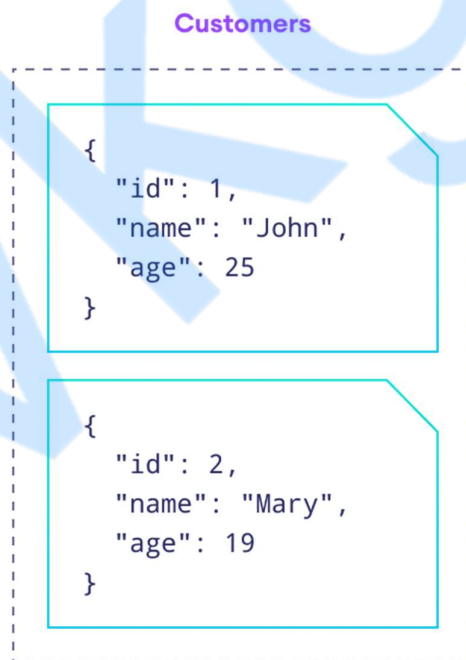 Customers
{
"id": 1,
"name": "John",
"age": 25
}
{
"id": 2,
"name": "Mary",
"age": 19
}